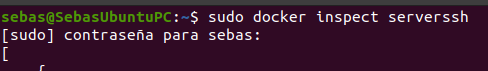 sebas@SebasUbuntuPC:~$ sudo docker inspect serverssh
[sudo] contraseña para sebas:
[